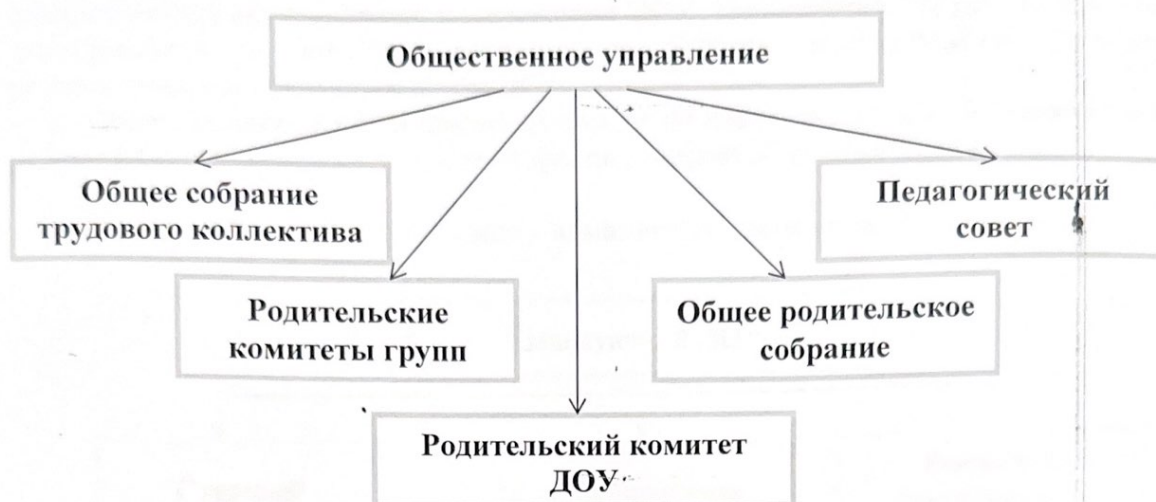 Общественное управление
Общее собрание
трудового коллектива
Педагогический
совет
Родительские
комитеты групп
Общее родительское
собрание
Родительский комитет
ДОУ